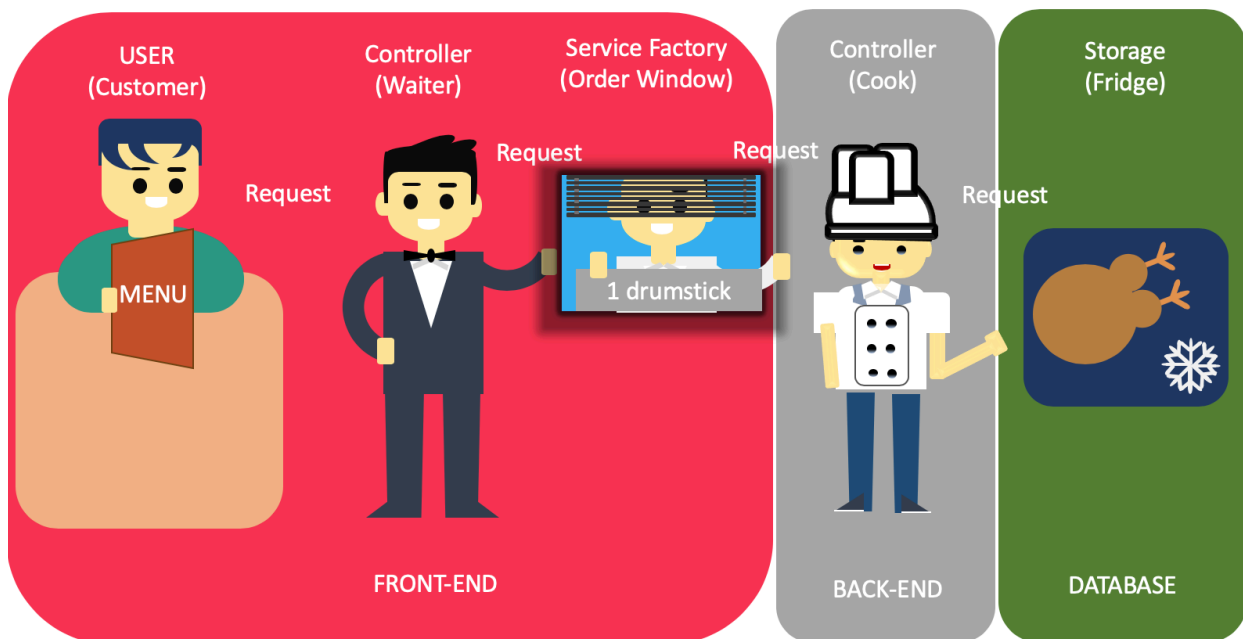 USER
(Customer)
Controller
(Waiter)
Service Factory
(Order Window)
Controller
(Cook)
Storage
(Fridge)
Request
Request
Request
Request
MENU
1 drumstick
FRONT-END
BACK-END
DATABASE